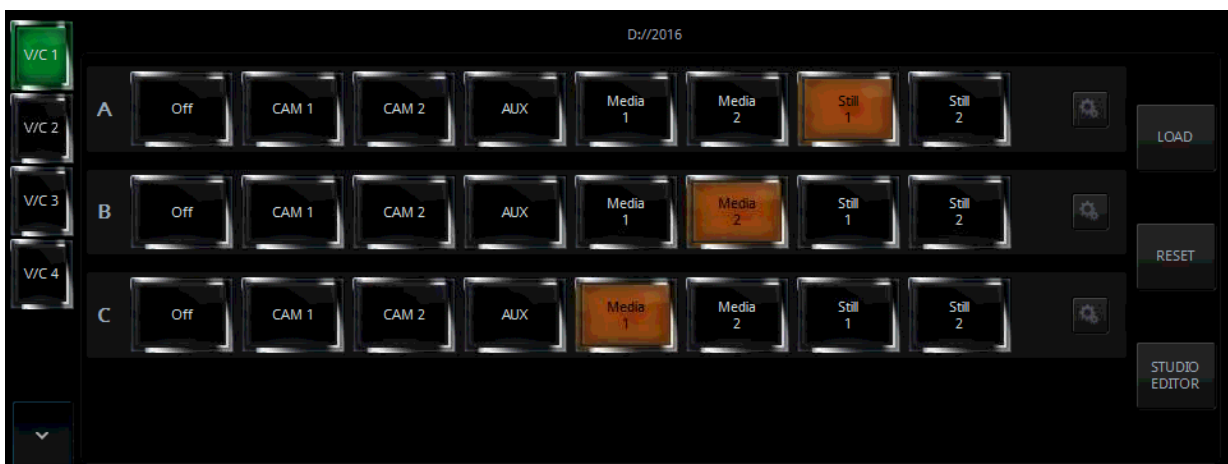 D://2016
V/C 1
V/C 2
V/C 3
V/C 4
A
Off
CAM 1
CAM 2
AUX
Media
1
Media
2
Still
1
Still
2
B
Off
CAM 1
CAM 2
AUX
Media
1
Media
2
Still
1
Still
2
C
Off
CAM 1
CAM 2
AUX
Media
1
Media
2
Still
1
Still
2
LOAD
RESET
STUDIO
EDITOR